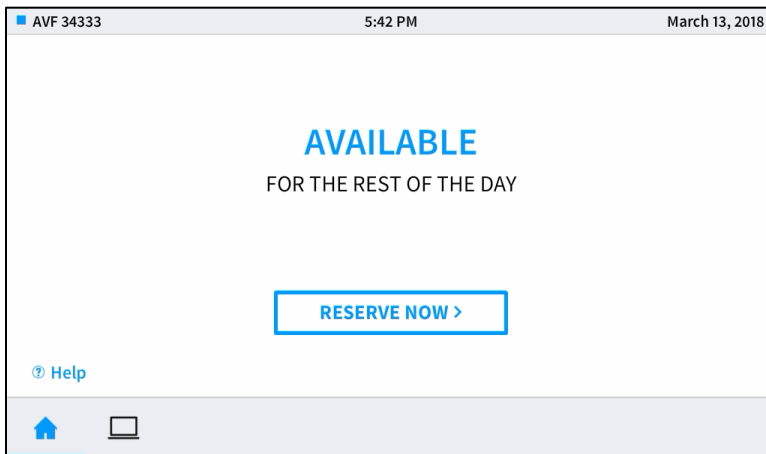 AVF 34333
5:42 PM
March 13, 2018
AVAILABLE
FOR THE REST OF THE DAY
RESERVE NOW >
? Help